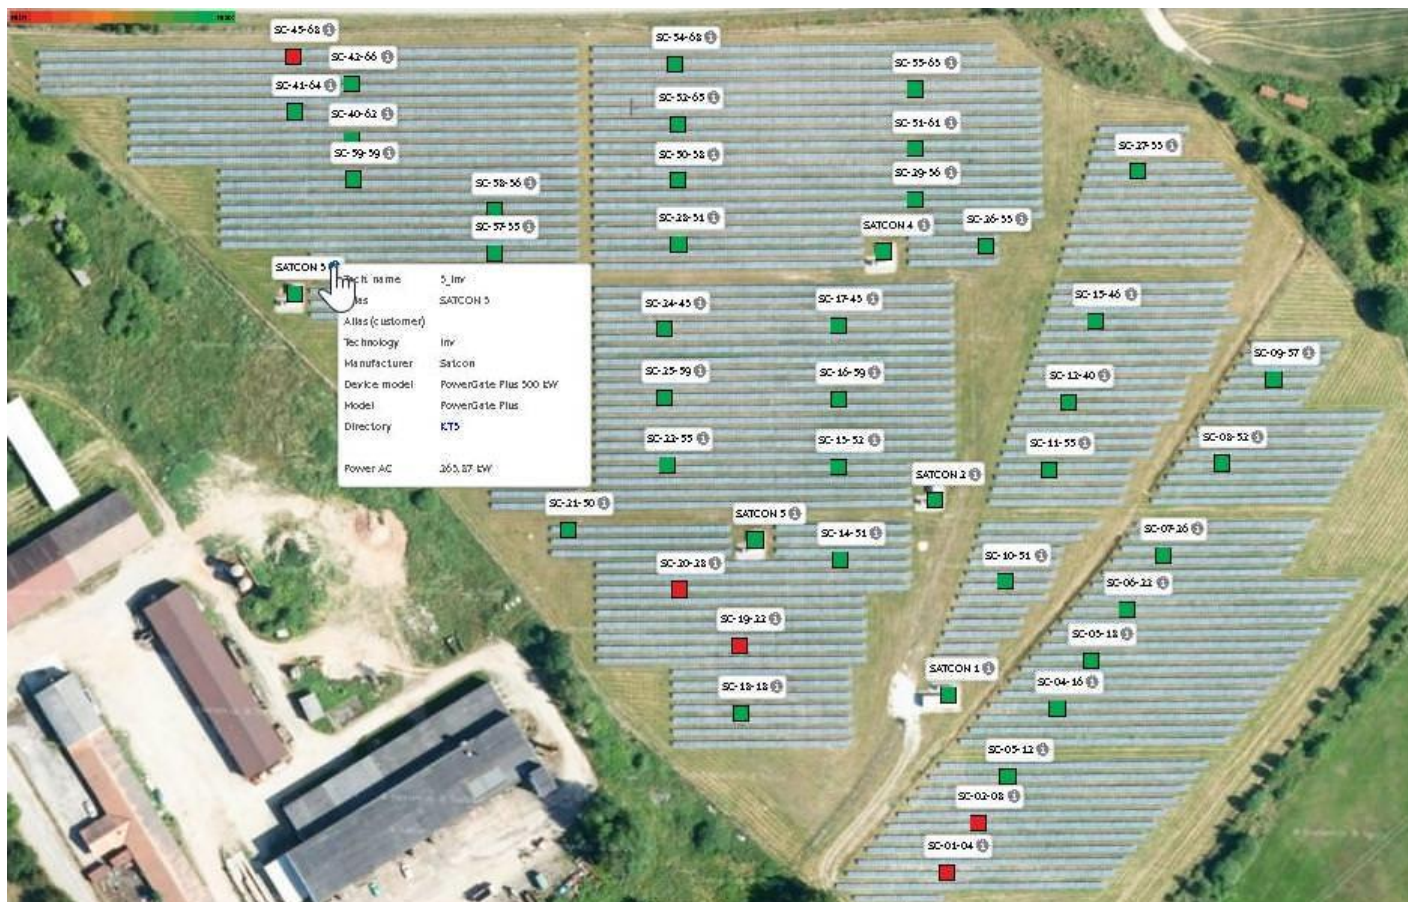 SC-45-68
SC-42-66
SC-41-64
SC-40-62
SC-59-59
SC-58-56
SC-57-55
SC-54-68
SC-52-65
SC-50-58
SC-28-51
SC-55-65
SC-51-61
SC-29-56
SATCON 4
SC-26-55
SC-27-55
SATCON 5
name 5_Inv
SATCON 5
Alias (customer)
Technology Inv
Manufacturer Satcon
Device model PowerGate Plus 500 kW
Model PowerGate Plus
Directory KT5
Power AC 265.87 kW
SC-24-45
SC-17-45
SC-15-46
SC-25-59
SC-16-59
SC-12-40
SC-09-57
SC-22-55
SC-15-52
SC-11-55
SC-08-52
SATCON 2
SC-21-50
SATCON 5
SC-14-51
SC-07-26
SC-20-28
SC-10-51
SC-06-22
SC-19-22
SC-05-18
SATCON 1
SC-04-16
SC-18-18
SC-05-12
SC-02-08
SC-01-04